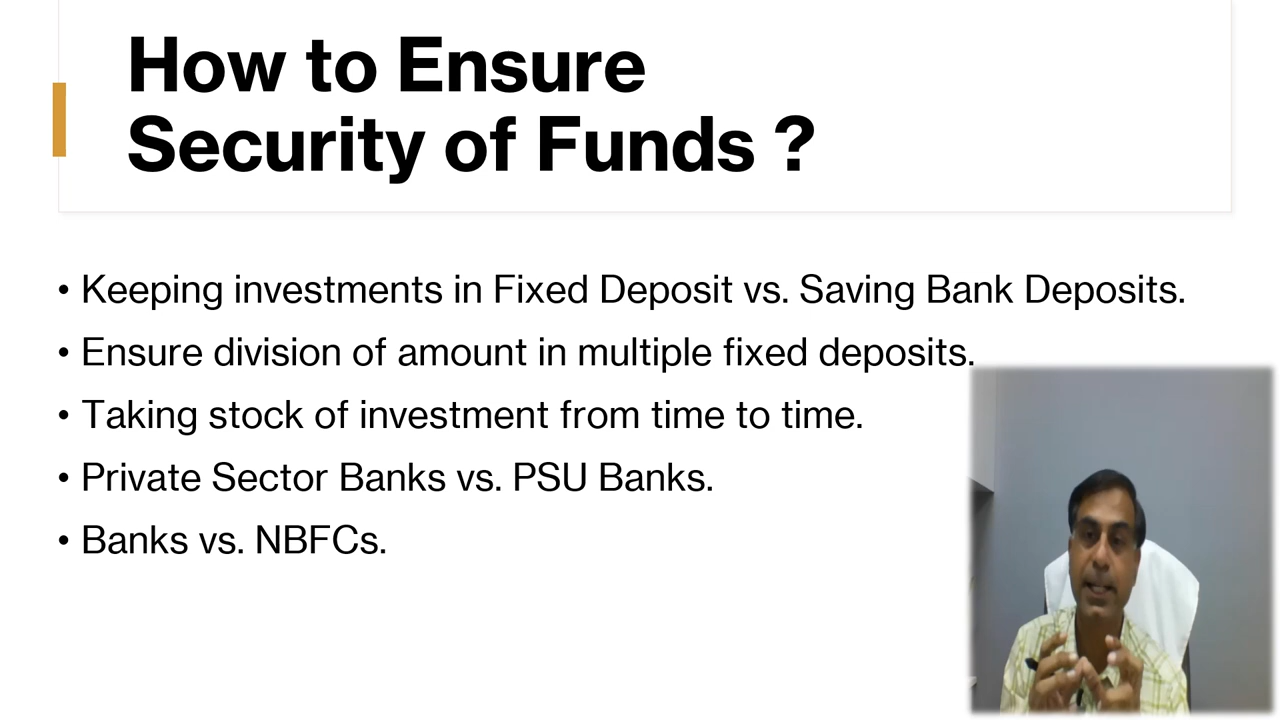 How to Ensure
Security of Funds ?
• Keeping investments in Fixed Deposit vs. Saving Bank Deposits.
• Ensure division of amount in multiple fixed deposits.
• Taking stock of investment from time to time.
• Private Sector Banks vs. PSU Banks.
• Banks vs. NBFCs.